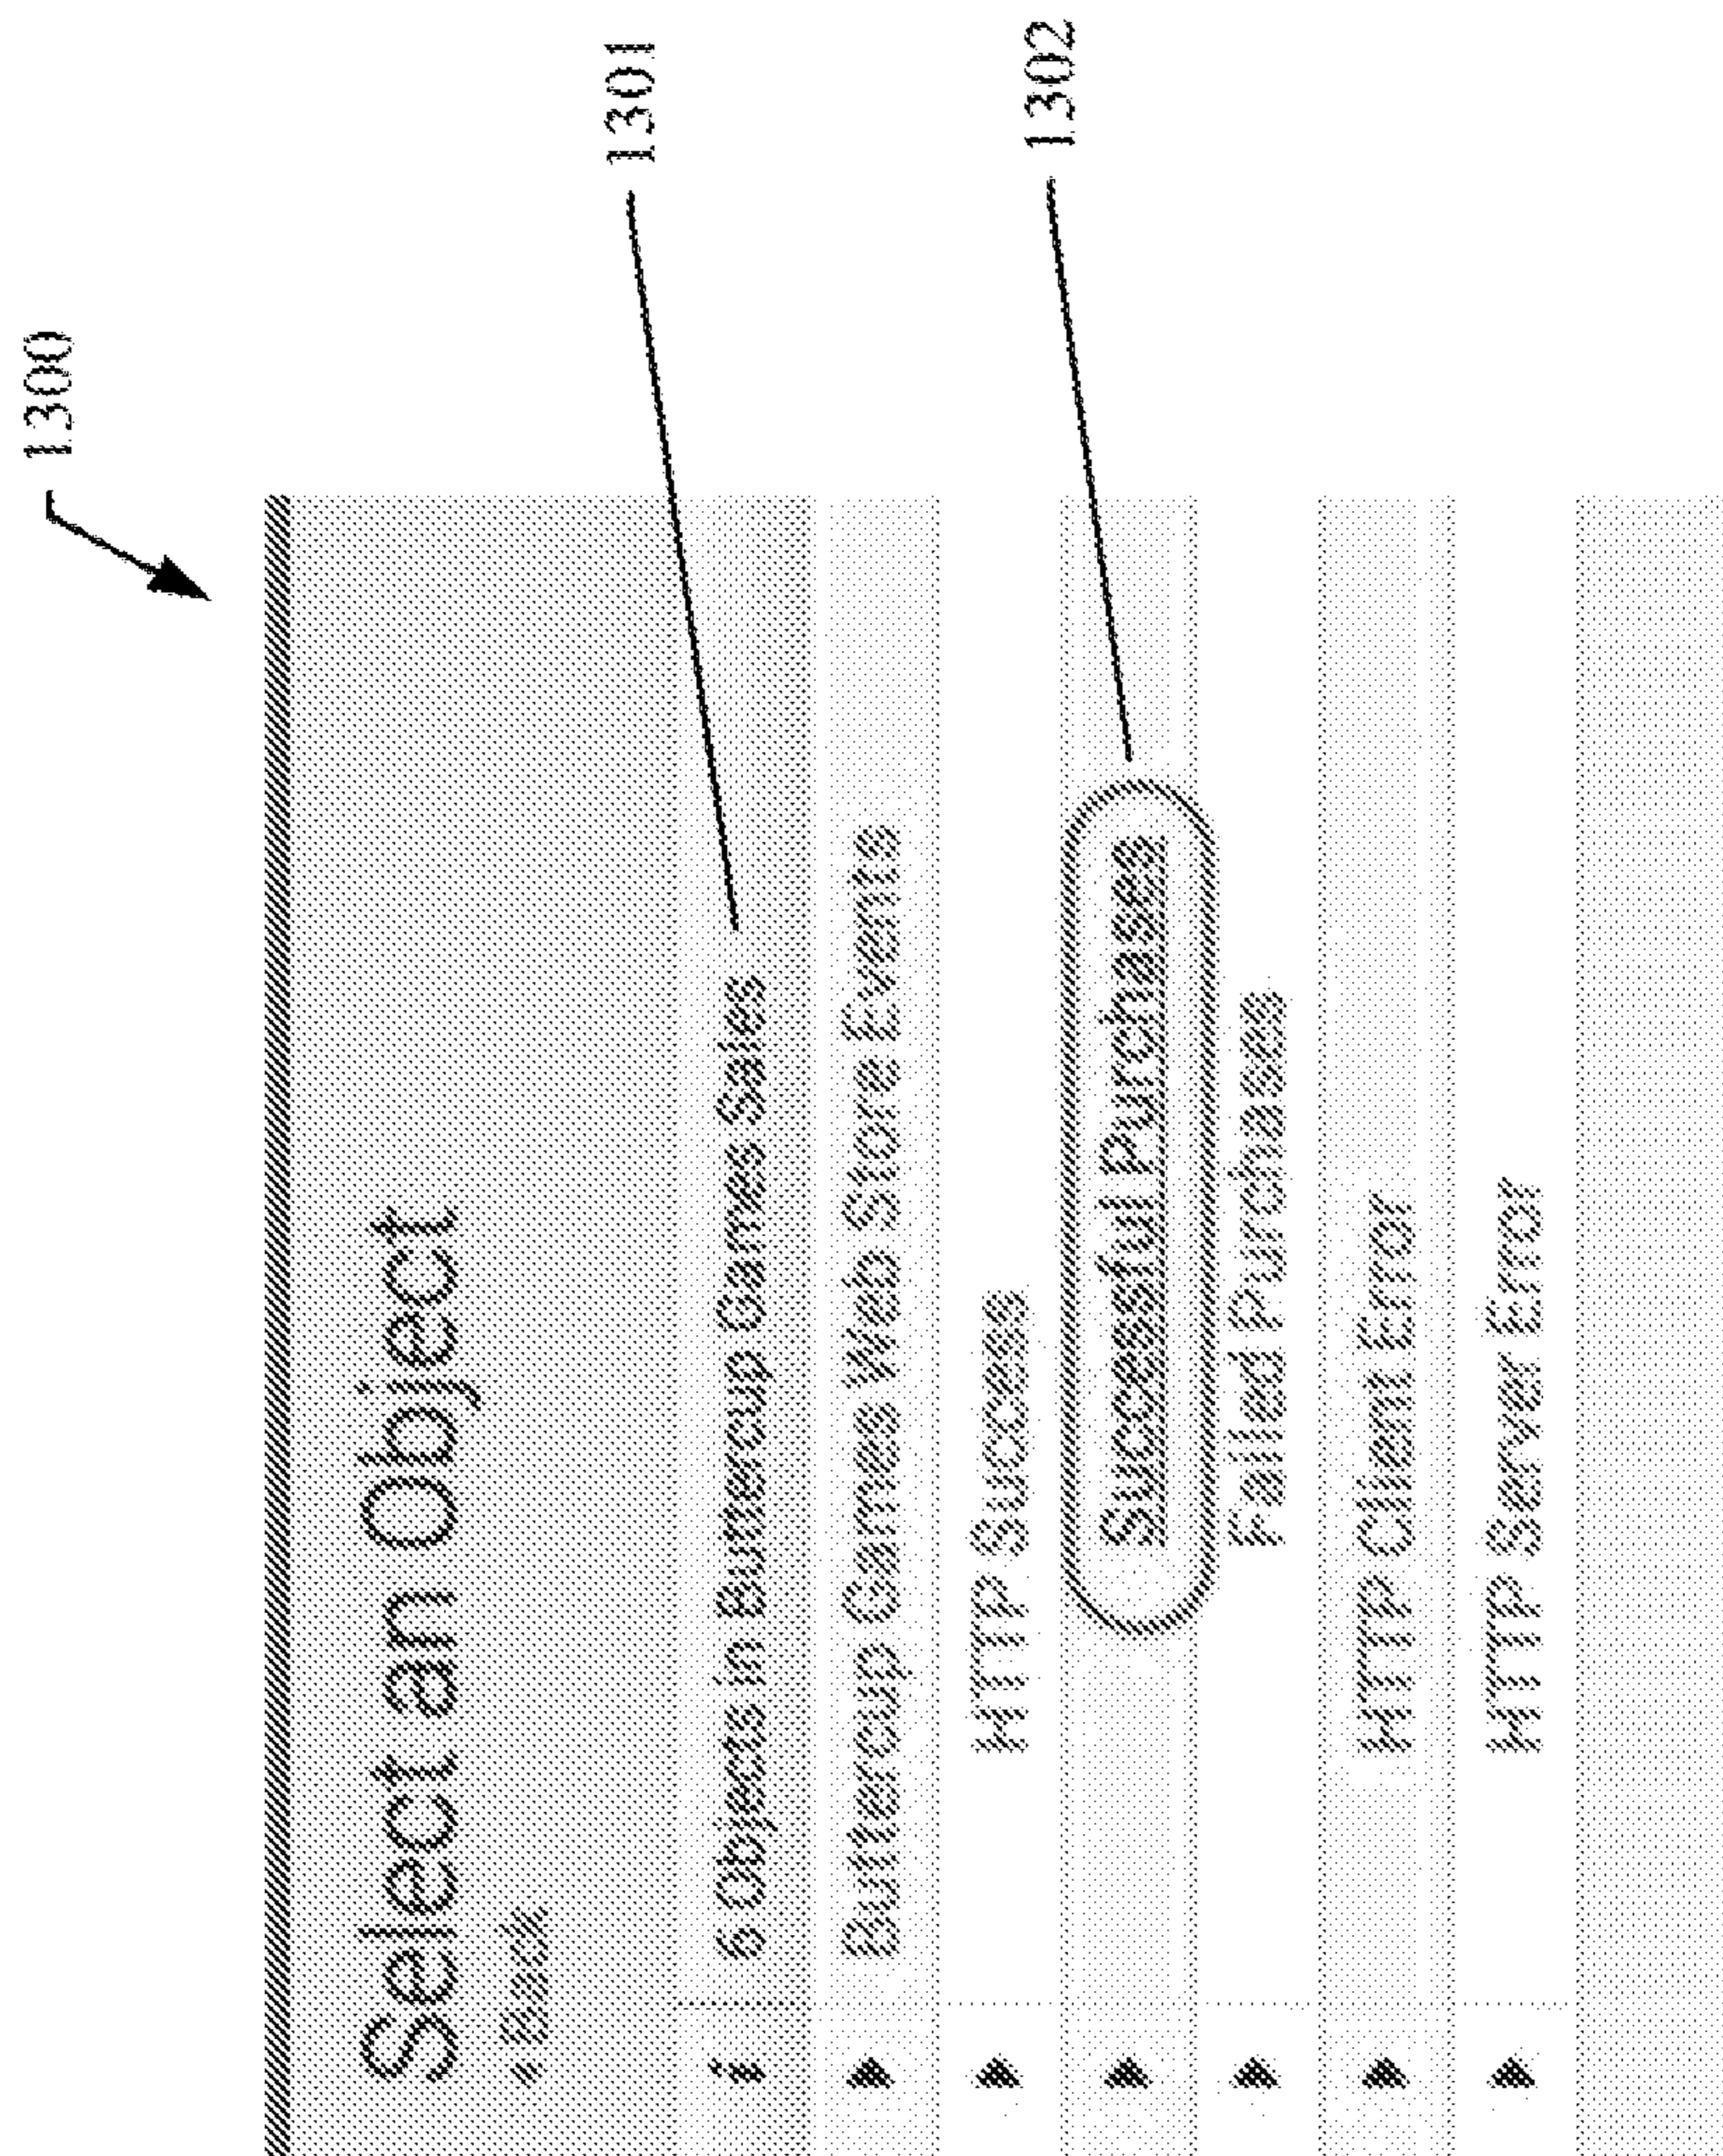 1300
Select an Object
« Back
1301
i 6 Objects in Buttercup Games Sales
Buttercup Games Web Store Events
HTTP Success
1302
Successful Purchases
Failed Purchases
HTTP Client Error
HTTP Server Error